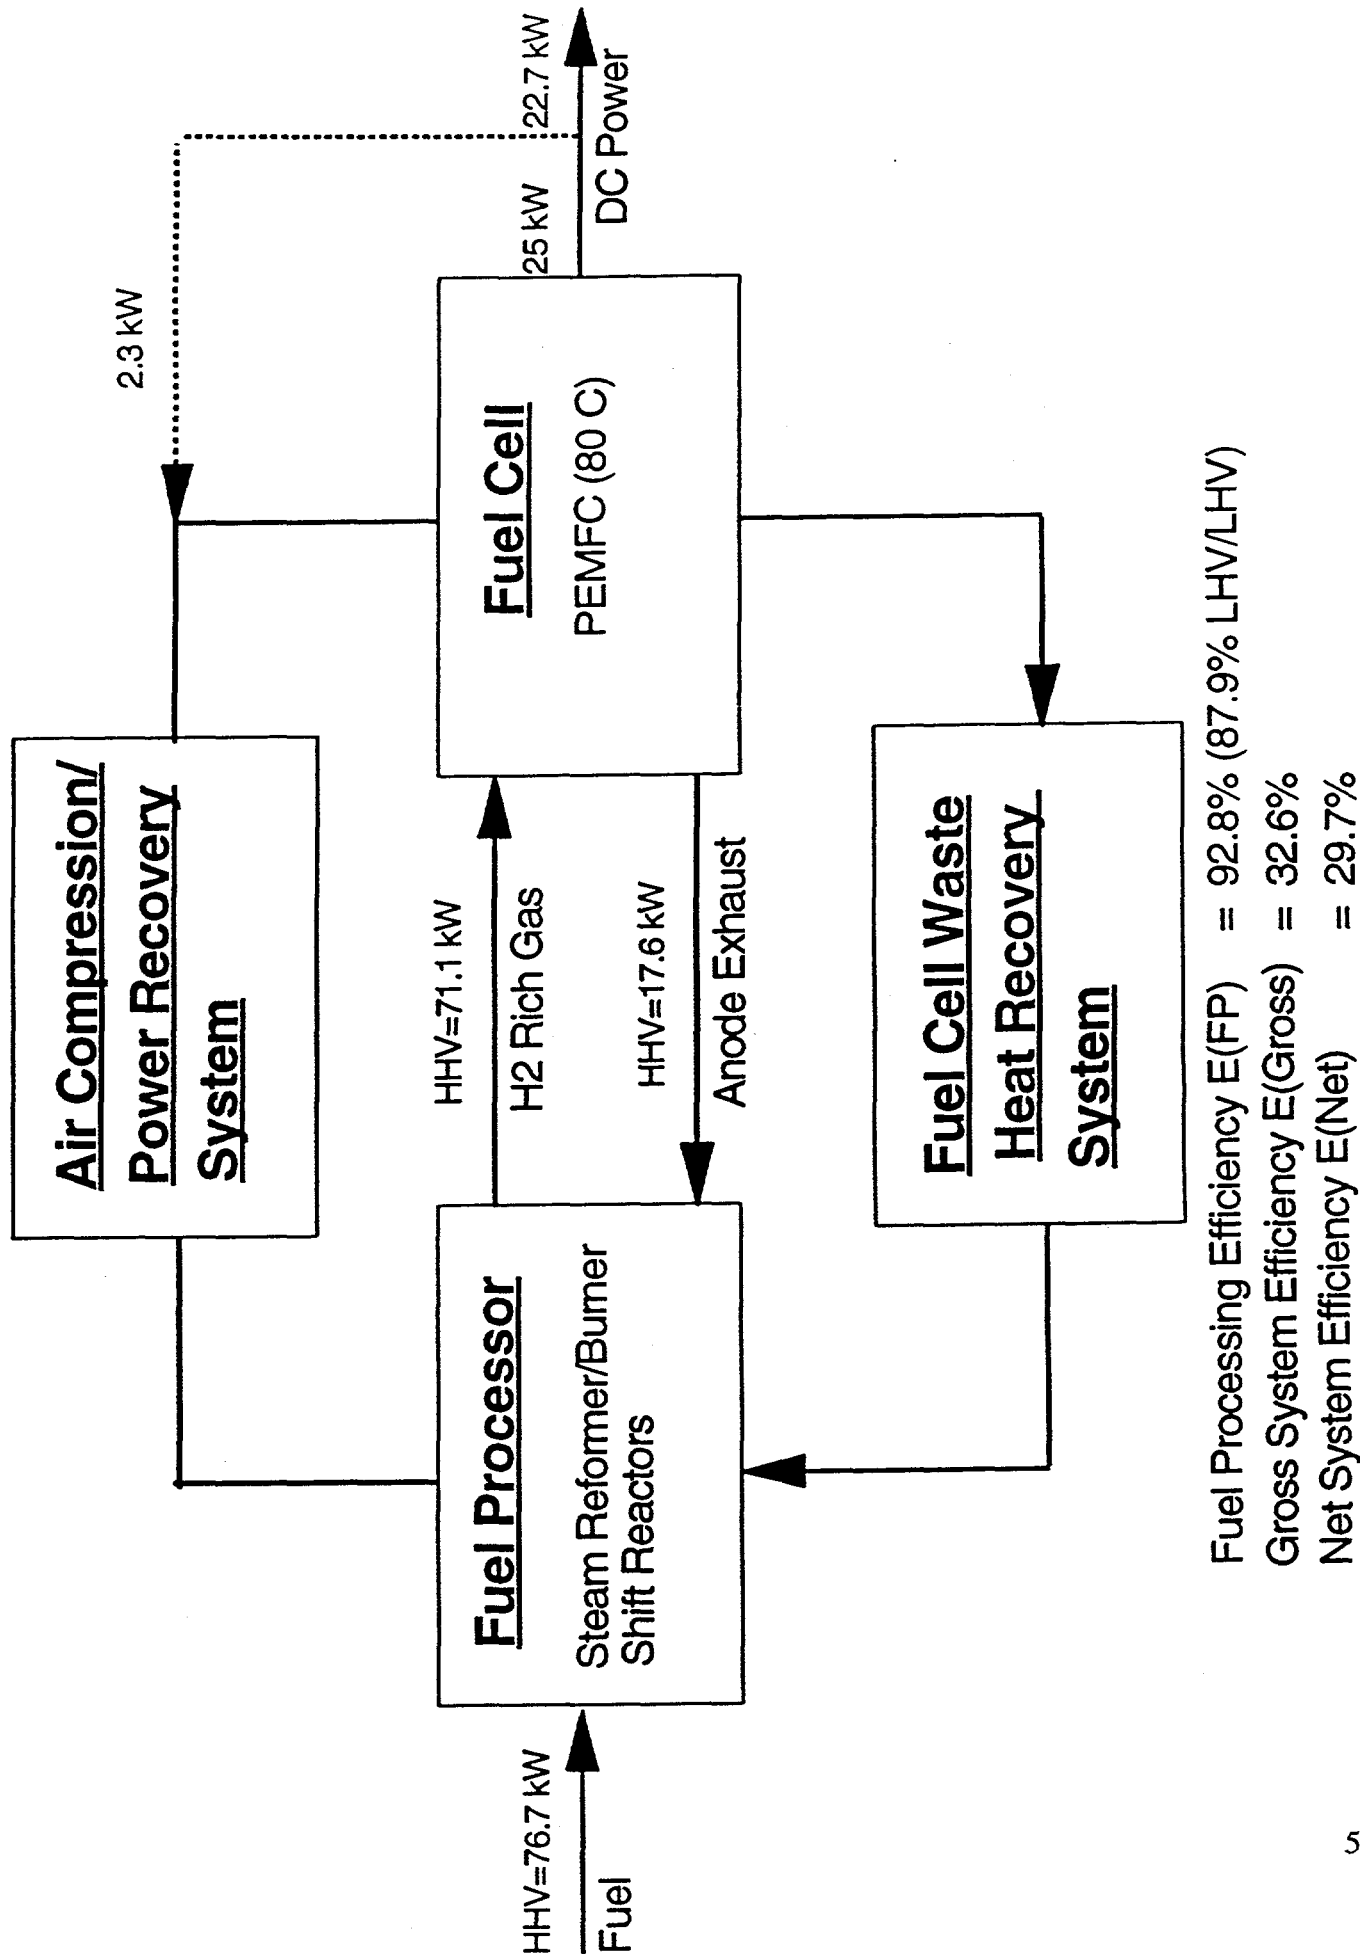 Air Compression/
Power Recovery
System
2.3 kW
HHV=76.7 kW
Fuel
Fuel Processor
Steam Reformer/Burner
Shift Reactors
HHV=71.1 kW
H2 Rich Gas
HHV=17.6 kW
Anode Exhaust
Fuel Cell
PEMFC (80 C)
25 kW
22.7 kW
DC Power
Fuel Cell Waste
Heat Recovery
System
Fuel Processing Efficiency E(FP) = 92.8% (87.9% LHV/LHV)
Gross System Efficiency E(Gross) = 32.6%
Net System Efficiency E(Net) = 29.7%
5